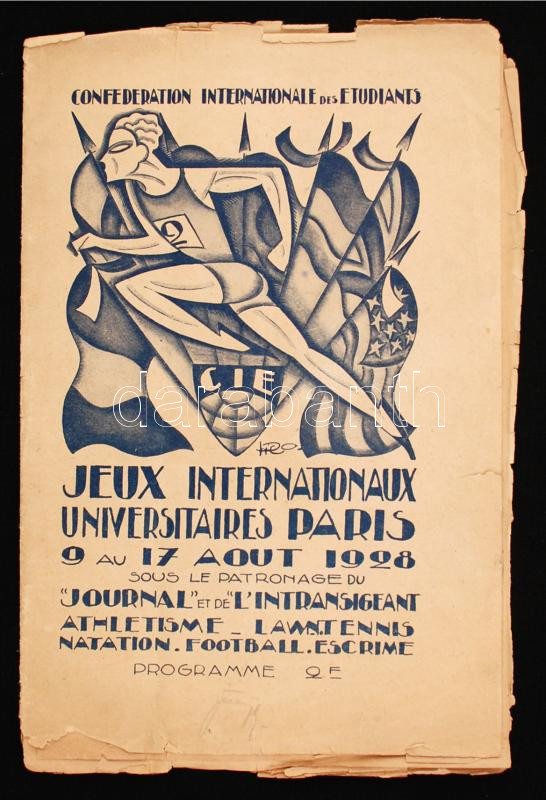 CONFEDERATION INTERNATIONALE DES ETUDIANTS
2
CIE
JEUX INTERNATIONAUX
UNIVERSITAIRES PARIS
9 AU 17 AOUT 1928
SOUS LE PATRONAGE DU
"JOURNAL" ET DE "L'INTRANSIGEANT
ATHLETISME _ LAWN.TENNIS
NATATION. FOOTBALL. ESCRIME
PROGRAMME 2F
darabanth